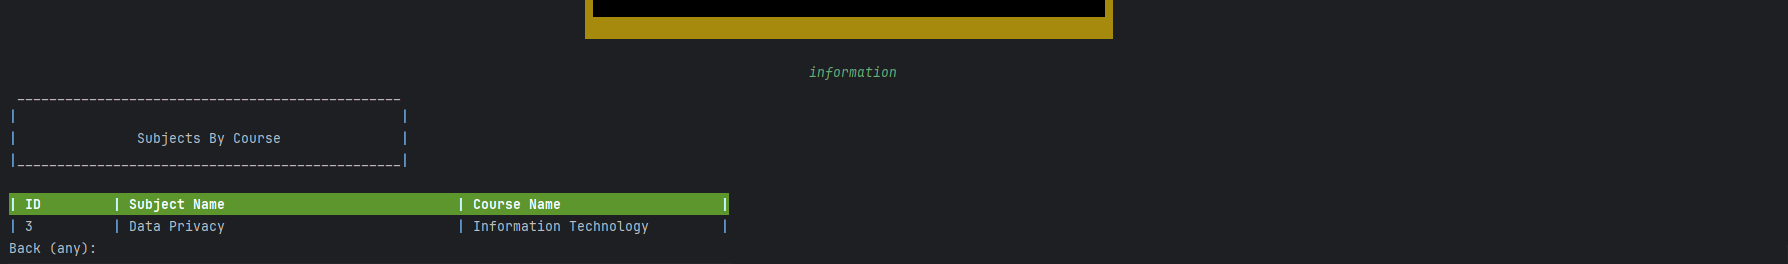 information
Subjects By Course
| ID | Subject Name | Course Name |
| 3 | Data Privacy | Information Technology |
Back (any):